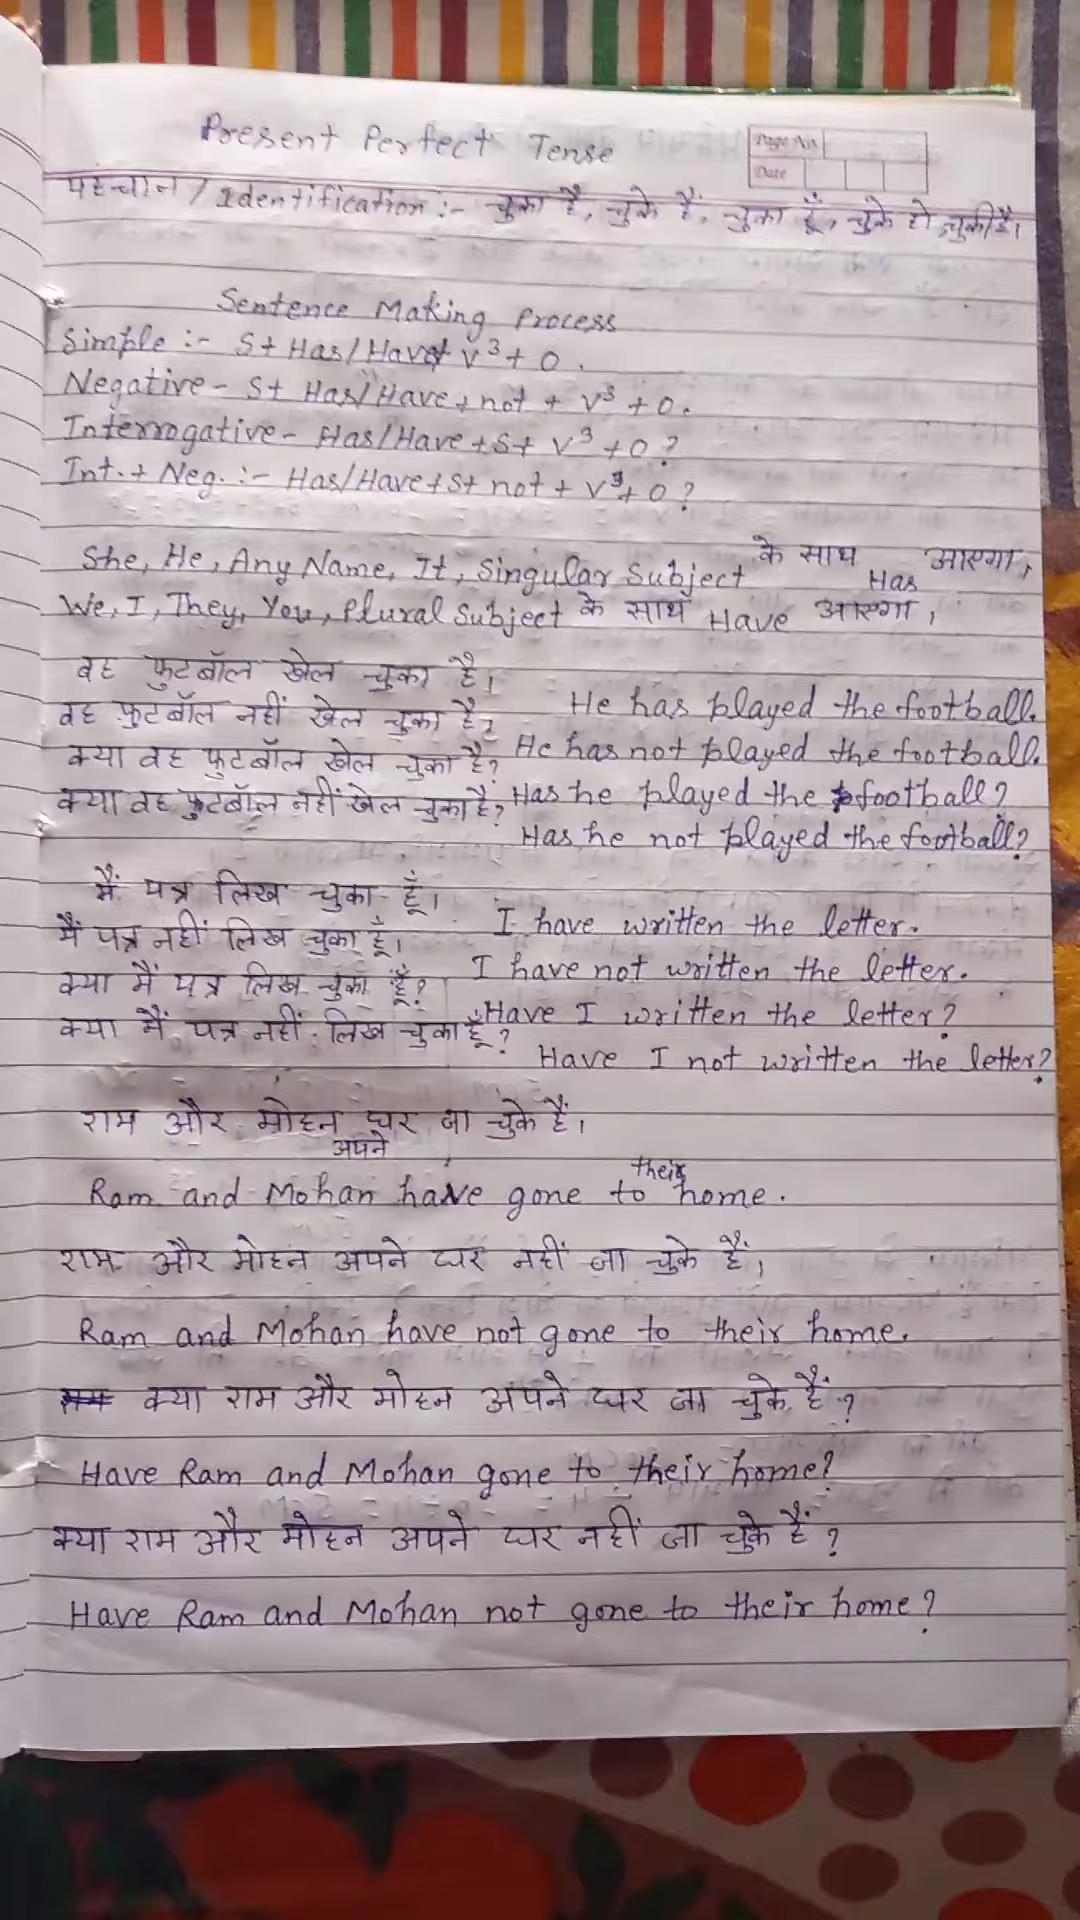 Present Perfect Tense
Page No.
Date
पहचान / Identification :- चुका है, चुके हैं, चुका हूँ, चुके हो, चुकी है।
Sentence Making Process
Simple :- S+ Has/Have+ V³ + O.
Negative - S+ Has/Have + not + V³ + O.
Interrogative - Has/Have + S + V³ + O?
Int. + Neg. :- Has/Have + S + not + V³ + O?
She, He, Any Name, It, Singular Subject के साथ Has आएगा,
We, I, They, You, Plural Subject के साथ Have आएगा,
वह फुटबॉल खेल चुका है।
He has played the football.
वह फुटबॉल नहीं खेल चुका है?
He has not played the football.
क्या वह फुटबॉल खेल चुका है?
Has he played the football?
क्या वह फुटबॉल नहीं खेल चुका है?
Has he not played the football?
मैं पत्र लिख चुका हूँ।
I have written the letter.
मैं पत्र नहीं लिख चुका हूँ।
I have not written the letter.
क्या मैं पत्र लिख चुका हूँ?
Have I written the letter?
क्या मैं पत्र नहीं लिख चुका हूँ?
Have I not written the letter?
राम और मोहन अपने घर जा चुके हैं।
Ram and Mohan have gone to their home.
राम और मोहन अपने घर नहीं जा चुके हैं,
Ram and Mohan have not gone to their home.
क्या राम और मोहन अपने घर जा चुके हैं?
Have Ram and Mohan gone to their home?
क्या राम और मोहन अपने घर नहीं जा चुके हैं?
Have Ram and Mohan not gone to their home?